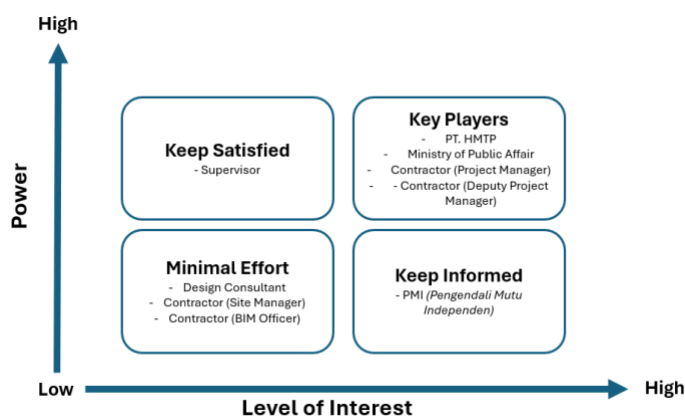 High
Power
Keep Satisfied
- Supervisor
Key Players
- PT. HMTP
- Ministry of Public Affair
- Contractor (Project Manager)
- - Contractor (Deputy Project
Manager)
Minimal Effort
- Design Consultant
- Contractor (Site Manager)
- Contractor (BIM Officer)
Keep Informed
- PMI (Pengendali Mutu
Independen)
Low
High
Level of Interest